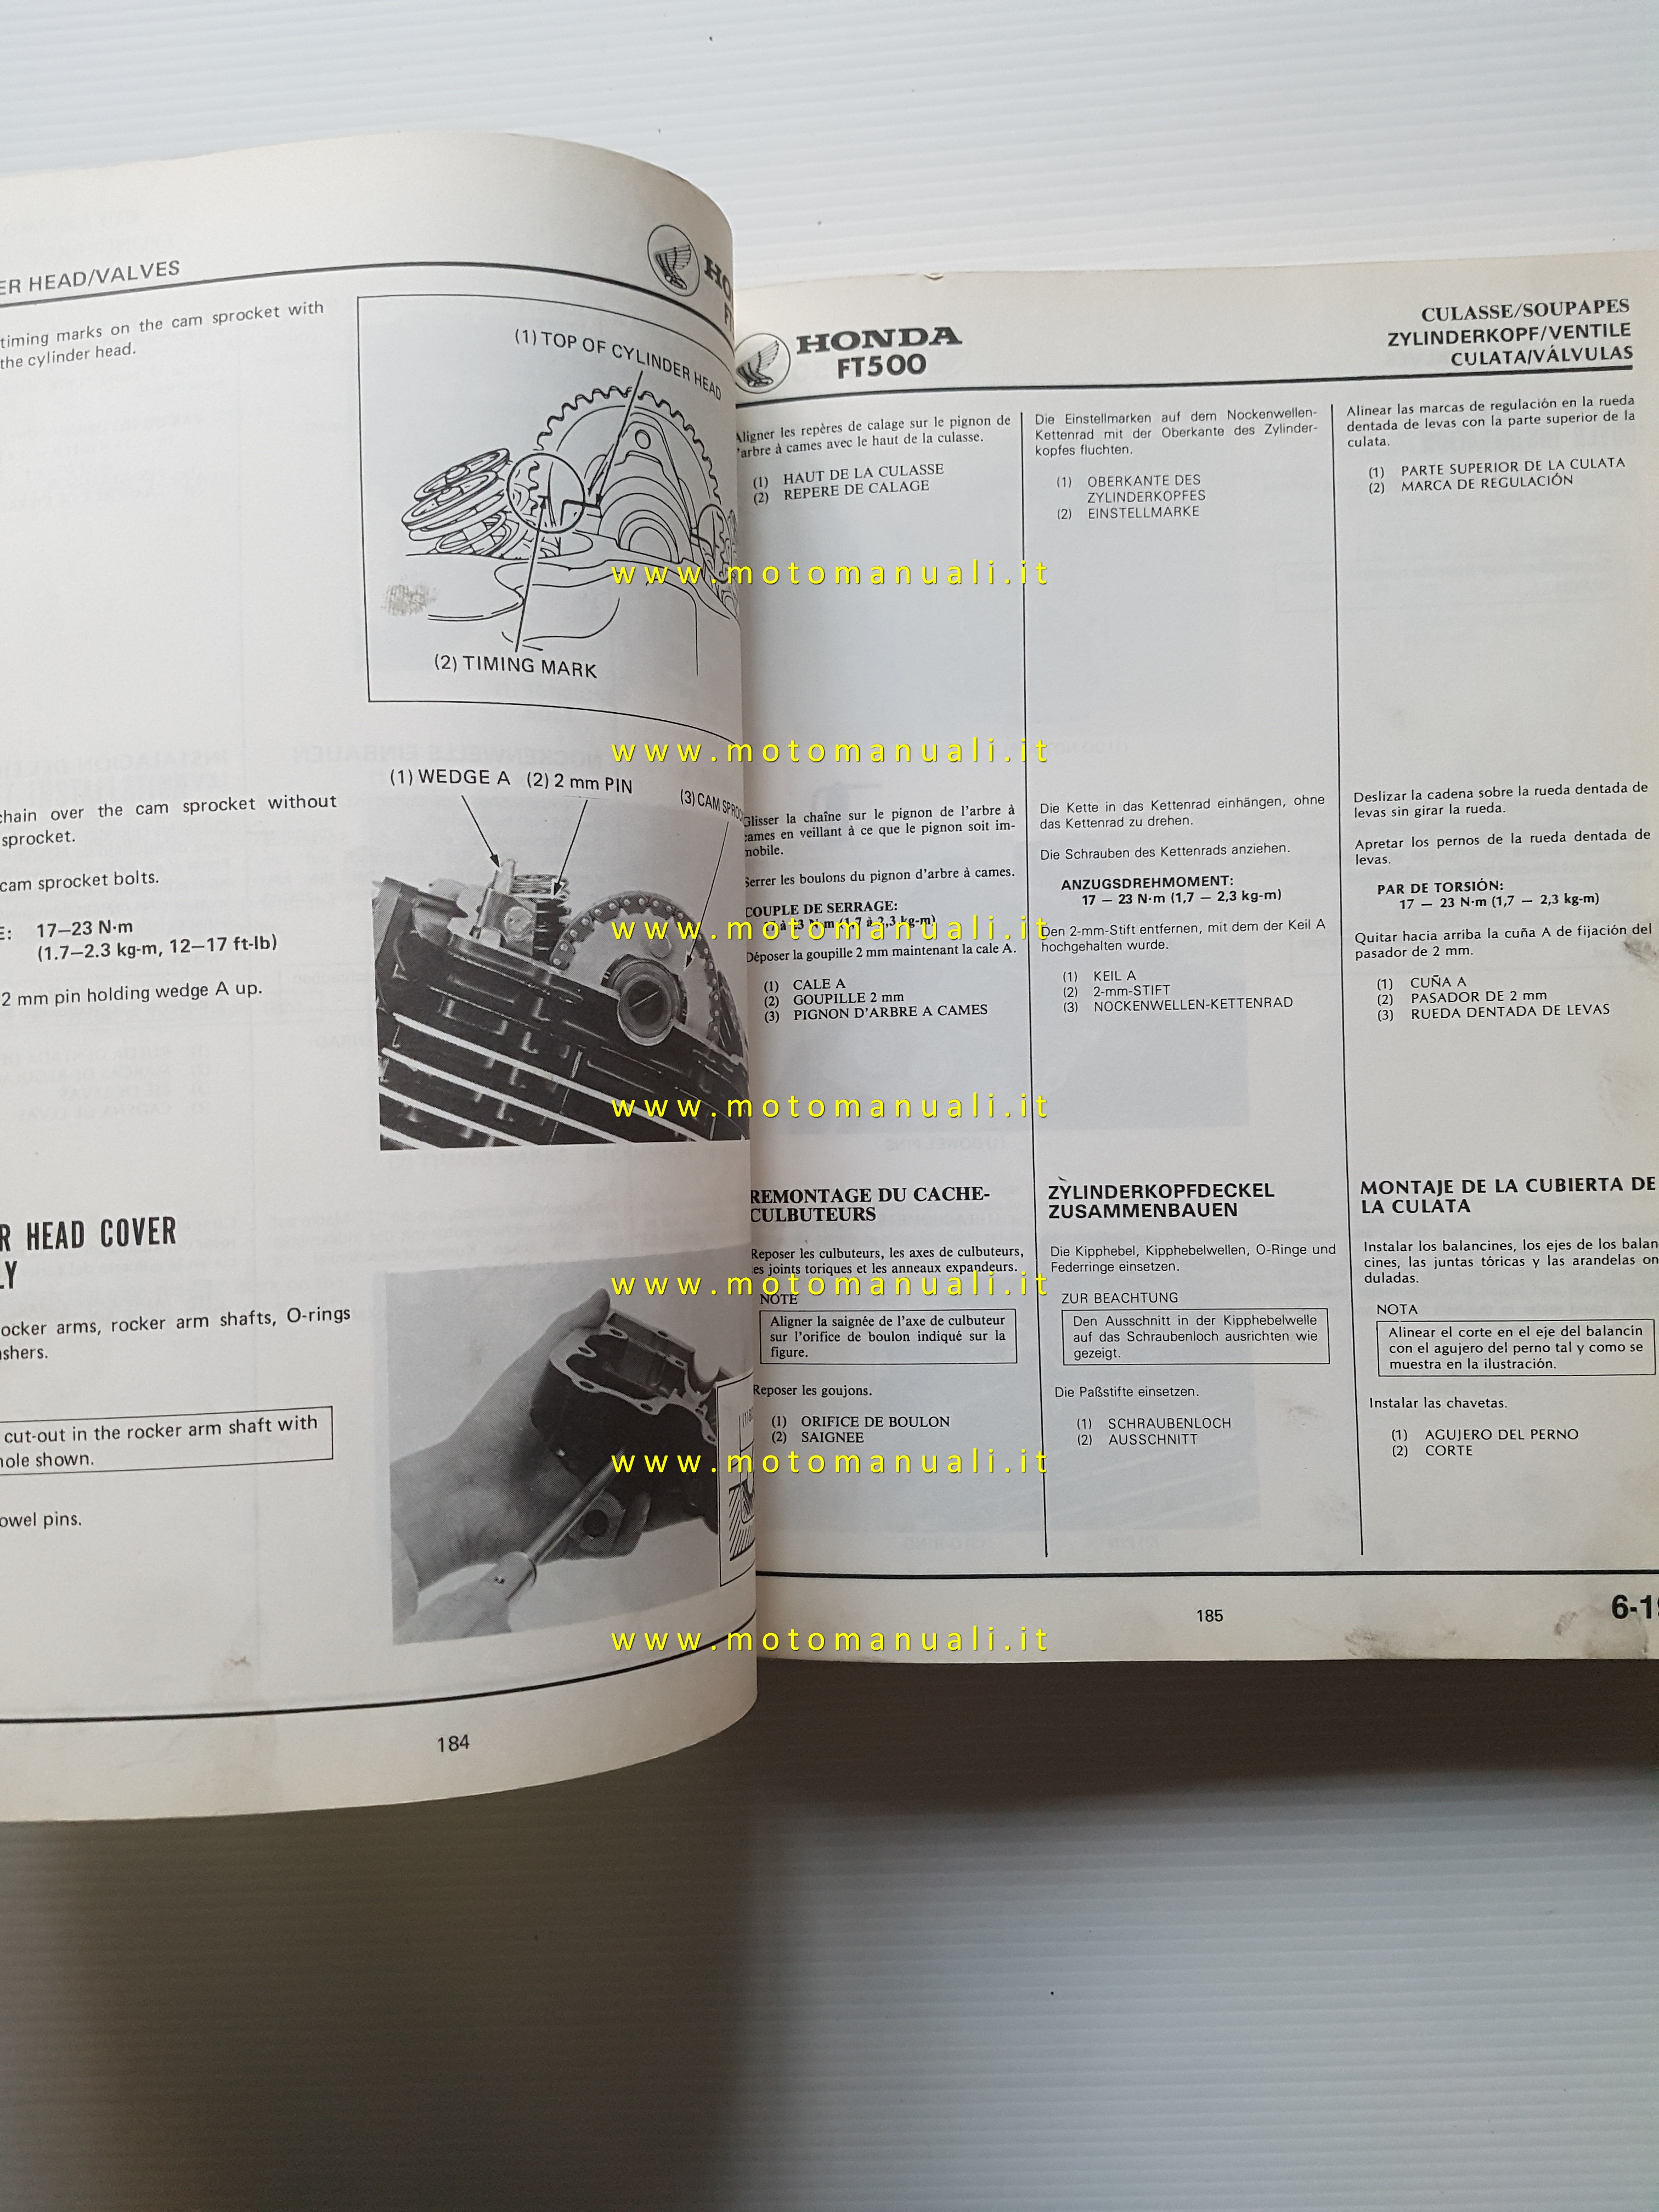 ER HEAD/VALVES
timing marks on the cam sprocket with
the cylinder head.
(1) TOP OF CYLINDER HEAD
(2) TIMING MARK
chain over the cam sprocket without
sprocket.
cam sprocket bolts.
E: 17–23 N·m
(1.7–2.3 kg-m, 12–17 ft-lb)
2 mm pin holding wedge A up.
(1) WEDGE A (2) 2 mm PIN
(3) CAM SPROC
R HEAD COVER
LY
ocker arms, rocker arm shafts, O-rings
shers.
cut-out in the rocker arm shaft with
hole shown.
owel pins.
184
HONDA
FT500
CULASSE/SOUPAPES
ZYLINDERKOPF/VENTILE
CULATA/VÁLVULAS
Aligner les repères de calage sur le pignon de
l'arbre à cames avec le haut de la culasse.
(1) HAUT DE LA CULASSE
(2) REPERE DE CALAGE
Glisser la chaîne sur le pignon de l'arbre à
cames en veillant à ce que le pignon soit im-
mobile.
Serrer les boulons du pignon d'arbre à cames.
COUPLE DE SERRAGE:
à 23 N·m (1,7 à 2,3 kg-m)
Déposer la goupille 2 mm maintenant la cale A.
(1) CALE A
(2) GOUPILLE 2 mm
(3) PIGNON D'ARBRE A CAMES
REMONTAGE DU CACHE-
CULBUTEURS
Reposer les culbuteurs, les axes de culbuteurs,
les joints toriques et les anneaux expandeurs.
NOTE
Aligner la saignée de l'axe de culbuteur
sur l'orifice de boulon indiqué sur la
figure.
Reposer les goujons.
(1) ORIFICE DE BOULON
(2) SAIGNEE
Die Einstellmarken auf dem Nockenwellen-
Kettenrad mit der Oberkante des Zylinder-
kopfes fluchten.
(1) OBERKANTE DES
ZYLINDERKOPFES
(2) EINSTELLMARKE
Die Kette in das Kettenrad einhängen, ohne
das Kettenrad zu drehen.
Die Schrauben des Kettenrads anziehen.
ANZUGSDREHMOMENT:
17 – 23 N·m (1,7 – 2,3 kg-m)
Den 2-mm-Stift entfernen, mit dem der Keil A
hochgehalten wurde.
(1) KEIL A
(2) 2-mm-STIFT
(3) NOCKENWELLEN-KETTENRAD
ZYLINDERKOPFDECKEL
ZUSAMMENBAUEN
Die Kipphebel, Kipphebelwellen, O-Ringe und
Federringe einsetzen.
ZUR BEACHTUNG
Den Ausschnitt in der Kipphebelwelle
auf das Schraubenloch ausrichten wie
gezeigt.
Die Paßstifte einsetzen.
(1) SCHRAUBENLOCH
(2) AUSSCHNITT
Alinear las marcas de regulación en la rueda
dentada de levas con la parte superior de la
culata.
(1) PARTE SUPERIOR DE LA CULATA
(2) MARCA DE REGULACIÓN
Deslizar la cadena sobre la rueda dentada de
levas sin girar la rueda.
Apretar los pernos de la rueda dentada de
levas.
PAR DE TORSIÓN:
17 – 23 N·m (1,7 – 2,3 kg-m)
Quitar hacia arriba la cuña A de fijación del
pasador de 2 mm.
(1) CUÑA A
(2) PASADOR DE 2 mm
(3) RUEDA DENTADA DE LEVAS
MONTAJE DE LA CUBIERTA DE
LA CULATA
Instalar los balancines, los ejes de los balan-
cines, las juntas tóricas y las arandelas on-
duladas.
NOTA
Alinear el corte en el eje del balancín
con el agujero del perno tal y como se
muestra en la ilustración.
Instalar las chavetas.
(1) AGUJERO DEL PERNO
(2) CORTE
185
6-19
www.motomanuali.it
www.motomanuali.it
www.motomanuali.it
www.motomanuali.it
www.motomanuali.it
www.motomanuali.it
www.motomanuali.it